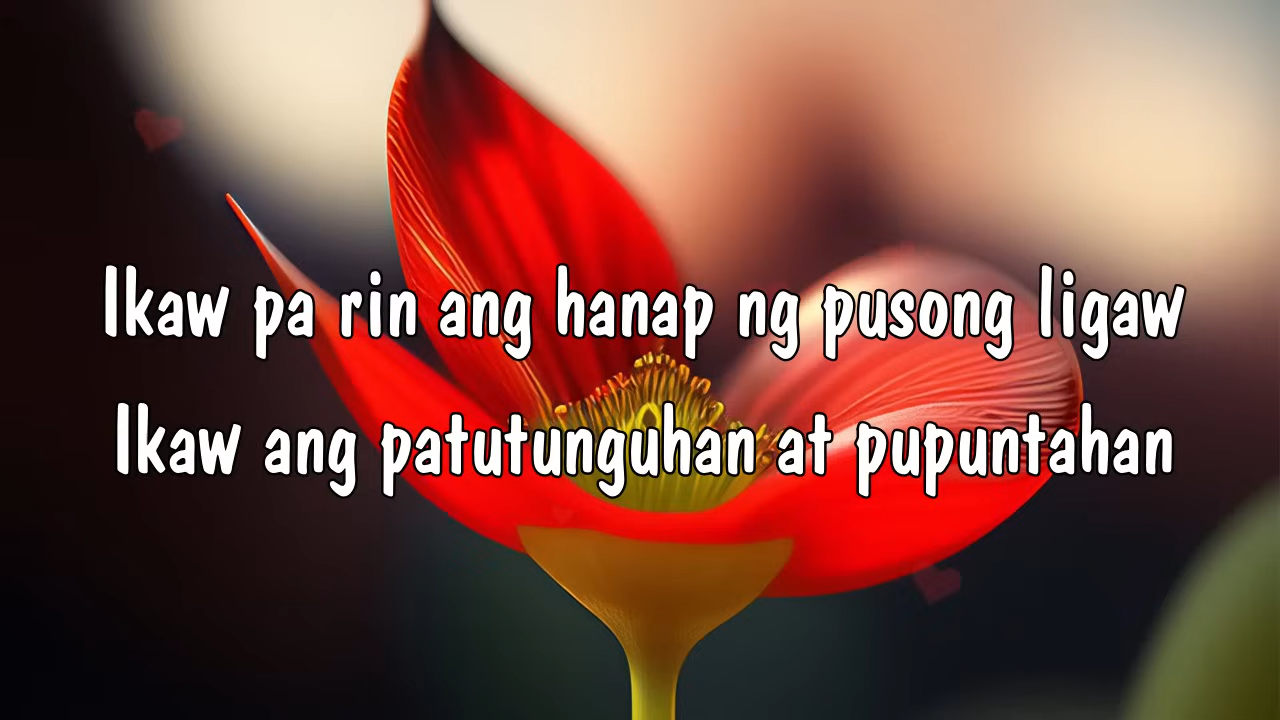 Ikaw pa rin ang hanap ng pusong ligaw
Ikaw ang patutunguhan at pupuntahan